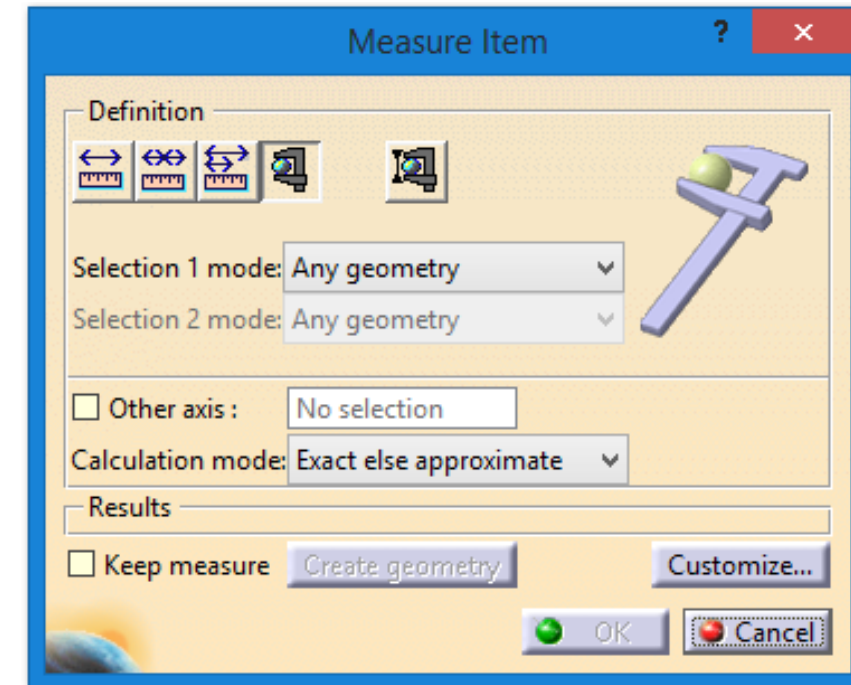 Measure Item ?
Definition
Selection 1 mode: Any geometry
Selection 2 mode: Any geometry
Other axis : No selection
Calculation mode: Exact else approximate
Results
Keep measure Create geometry Customize...
OK Cancel